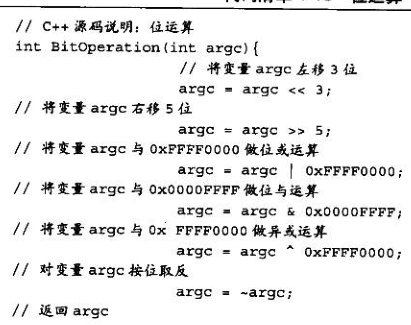 // C++ 源码说明：位运算
int BitOperation(int argc){
// 将变量 argc 左移 3 位
argc = argc << 3;
// 将变量 argc 右移 5 位
argc = argc >> 5;
// 将变量 argc 与 0xFFFF0000 做位或运算
argc = argc | 0xFFFF0000;
// 将变量 argc 与 0x0000FFFF 做位与运算
argc = argc & 0x0000FFFF;
// 将变量 argc 与 0x FFFF0000 做异或运算
argc = argc ^ 0xFFFF0000;
// 对变量 argc 按位取反
argc = ~argc;
// 返回 argc